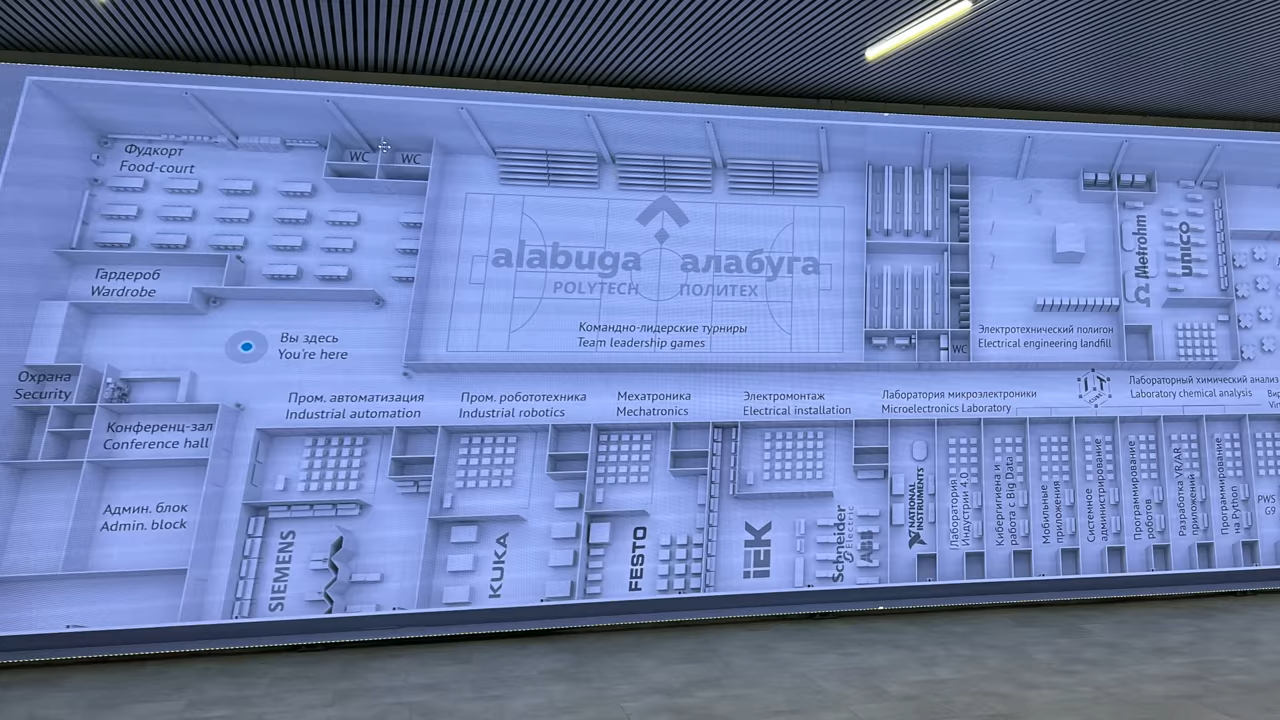 Фудкорт
Food-court
WC
WC
Гардероб
Wardrobe
alabuga
POLYTECH
алабуга
ПОЛИТЕХ
Командно-лидерские турниры
Team leadership games
WC
Электротехнический полигон
Electrical engineering landfill
Metrohm
UNICO
Вы здесь
You're here
Охрана
Security
Конференц-зал
Conference hall
Админ. блок
Admin. block
Пром. автоматизация
Industrial automation
Пром. робототехника
Industrial robotics
Мехатроника
Mechatronics
Электромонтаж
Electrical installation
Лаборатория микроэлектроники
Microelectronics Laboratory
IT
Лабораторный химический анализ
Laboratory chemical analysis
SIEMENS
KUKA
FESTO
IEK
Schneider
Electric
ABB
NATIONAL
INSTRUMENTS
Лаборатория
Индустрии 4.0
Кибергигиена и
работа с Big Data
Мобильные
приложения
Системное
администрирование
Программирование
роботов
Разработка VR/AR
приложений
Программирование
на Python
PWS
G9